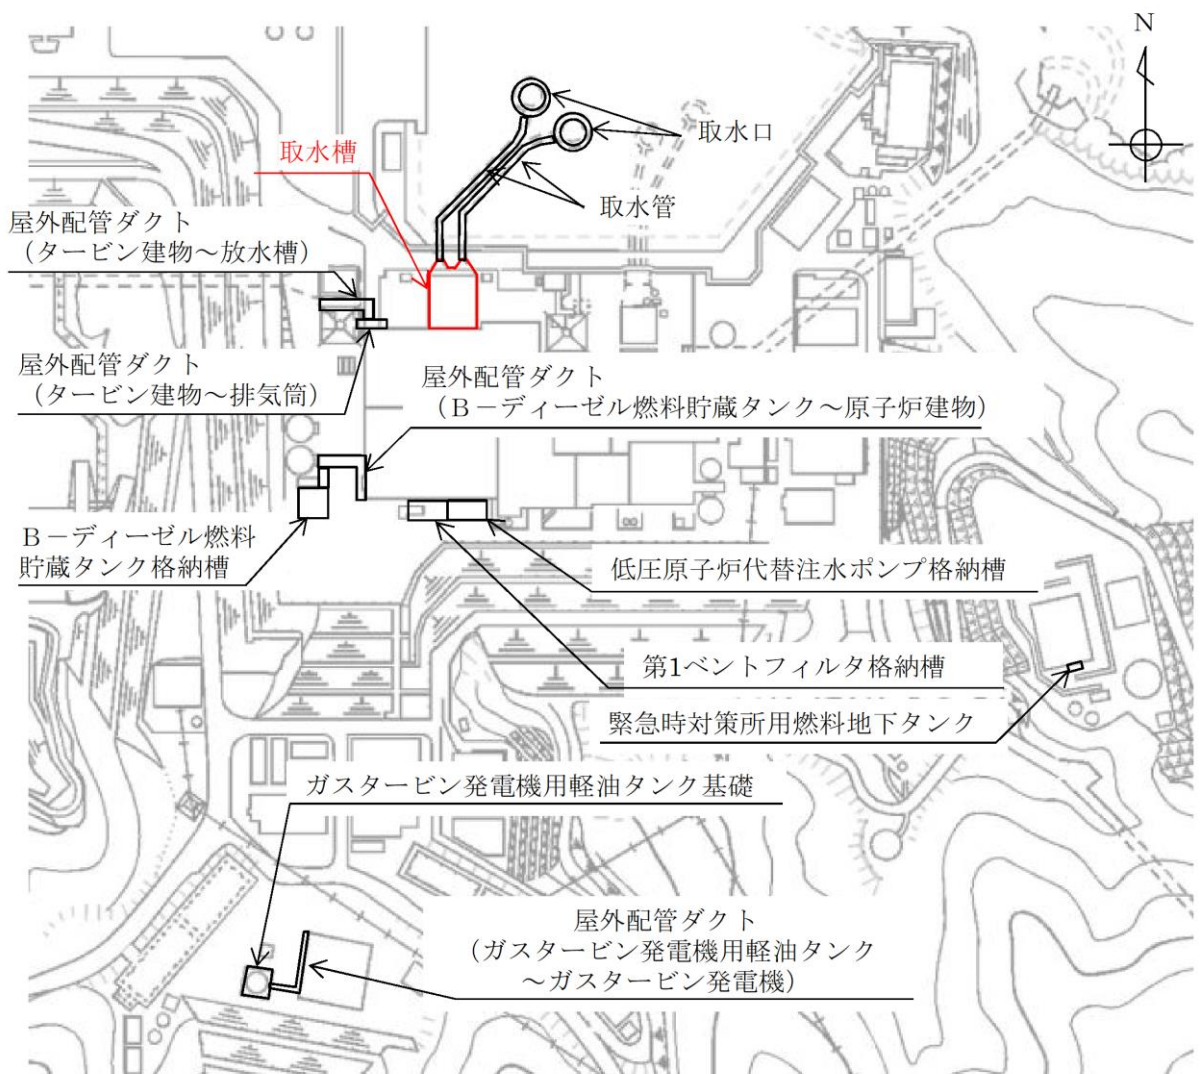 N
取水口
取水槽
取水管
屋外配管ダクト
（タービン建物～放水槽）
屋外配管ダクト
（タービン建物～排気筒）
屋外配管ダクト
（Ｂ－ディーゼル燃料貯蔵タンク～原子炉建物）
Ｂ－ディーゼル燃料
貯蔵タンク格納槽
低圧原子炉代替注水ポンプ格納槽
第1ベントフィルタ格納槽
緊急時対策所用燃料地下タンク
ガスタービン発電機用軽油タンク基礎
屋外配管ダクト
（ガスタービン発電機用軽油タンク
～ガスタービン発電機）